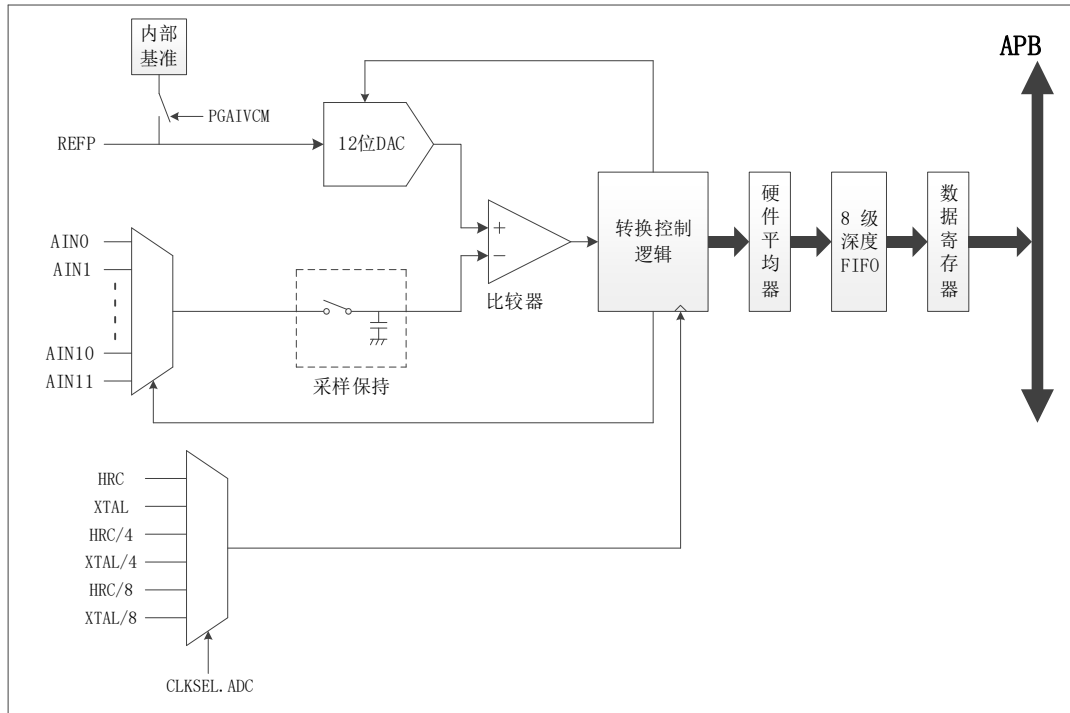 内部
基准
APB
PGAIVCM
REFP
12位DAC
AIN0
AIN1
AIN10
AIN11
采样保持
+
−
比较器
转换控制
逻辑
硬
件
平
均
器
8 级
深度
FIFO
数
据
寄
存
器
HRC
XTAL
HRC/4
XTAL/4
HRC/8
XTAL/8
CLKSEL.ADC